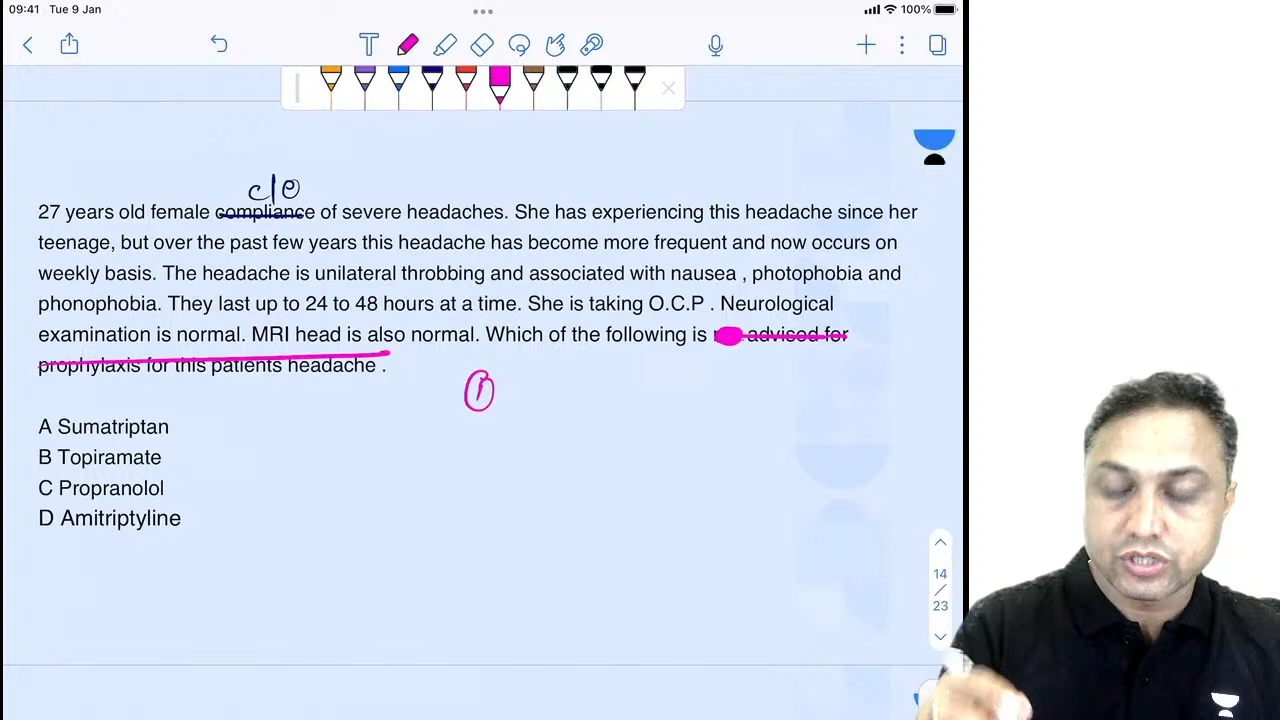 09:41 Tue 9 Jan
100%
T
c/o
27 years old female compliance of severe headaches. She has experiencing this headache since her
teenage, but over the past few years this headache has become more frequent and now occurs on
weekly basis. The headache is unilateral throbbing and associated with nausea , photophobia and
phonophobia. They last up to 24 to 48 hours at a time. She is taking O.C.P . Neurological
examination is normal. MRI head is also normal. Which of the following is advised for
prophylaxis for this patients headache .
1
A Sumatriptan
B Topiramate
C Propranolol
D Amitriptyline
14
/
23